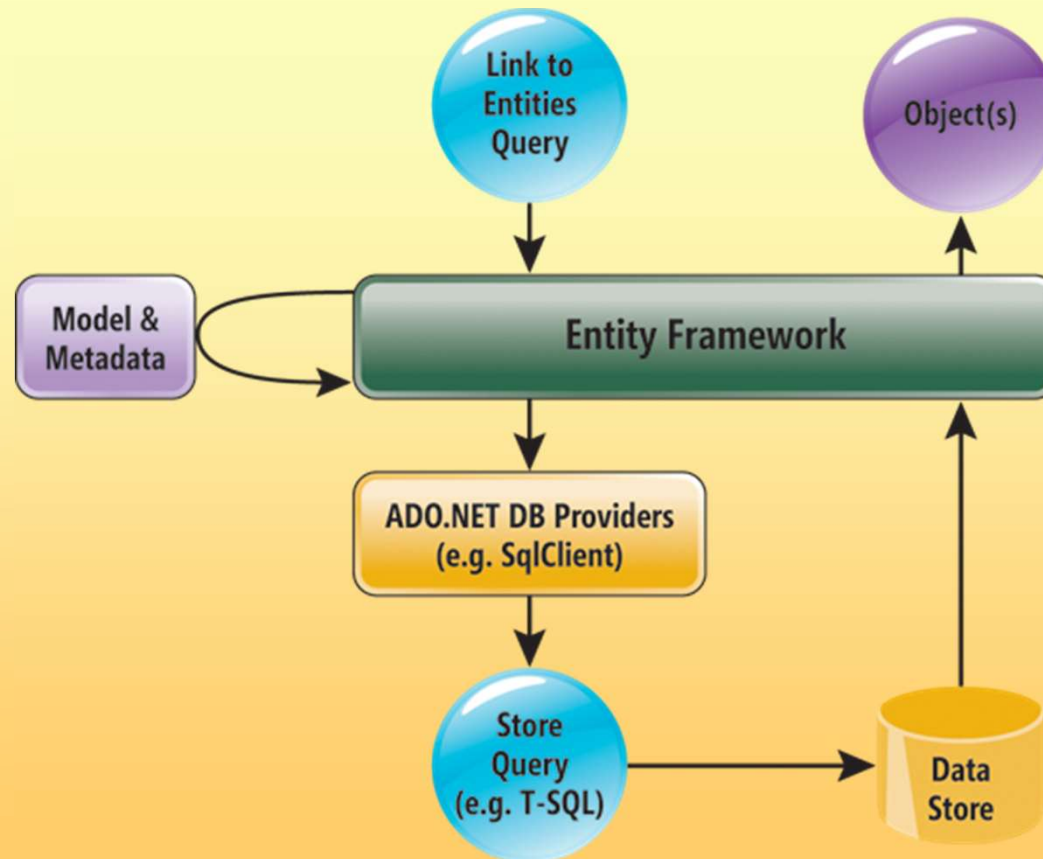 Link to
Entities
Query
Object(s)
Model &
Metadata
Entity Framework
ADO.NET DB Providers
(e.g. SqlClient)
Store
Query
(e.g. T-SQL)
Data
Store